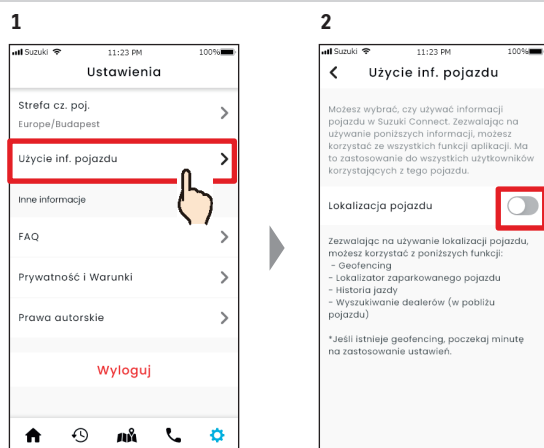 1
Suzuki 11:23 PM 100%
Ustawienia
Strefa cz. poj.
Europe/Budapest
Użycie inf. pojazdu
Inne informacje
FAQ
Prywatność i Warunki
Prawa autorskie
Wyloguj
2
Suzuki 11:23 PM 100%
Użycie inf. pojazdu
Możesz wybrać, czy używać informacji
pojazdu w Suzuki Connect. Zezwalając na
używanie poniższych informacji, możesz
korzystać ze wszystkich funkcji aplikacji. Ma
to zastosowanie do wszystkich użytkowników
korzystających z tego pojazdu.
Lokalizacja pojazdu
Zezwalając na używanie lokalizacji pojazdu,
możesz korzystać z poniższych funkcji:
- Geofencing
- Lokalizator zaparkowanego pojazdu
- Historia jazdy
- Wyszukiwanie dealerów (w pobliżu
pojazdu)
*Jeśli istnieje geofencing, poczekaj minutę
na zastosowanie ustawień.